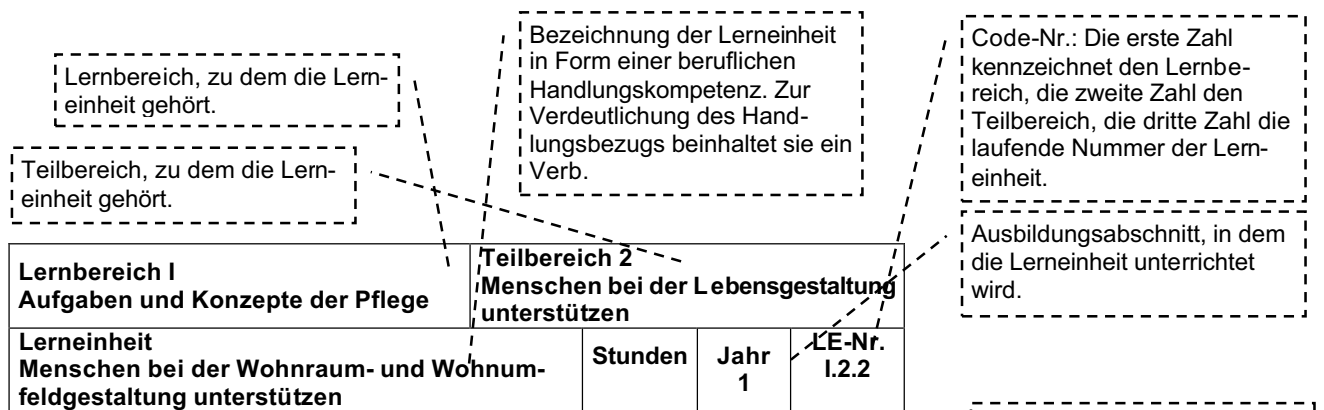 Lernbereich, zu dem die Lern-
einheit gehört.
Teilbereich, zu dem die Lern-
einheit gehört.
Bezeichnung der Lerneinheit
in Form einer beruflichen
Handlungskompetenz. Zur
Verdeutlichung des Hand-
lungsbezugs beinhaltet sie ein
Verb.
Code-Nr.: Die erste Zahl
kennzeichnet den Lernbe-
reich, die zweite Zahl den
Teilbereich, die dritte Zahl die
laufende Nummer der Lern-
einheit.
Ausbildungsabschnitt, in dem
die Lerneinheit unterrichtet
wird.
Lernbereich I
Aufgaben und Konzepte der Pflege
Teilbereich 2
Menschen bei der Lebensgestaltung
unterstützen
Lerneinheit
Menschen bei der Wohnraum- und Wohnum-
feldgestaltung unterstützen
Stunden
Jahr
1
LE-Nr.
I.2.2